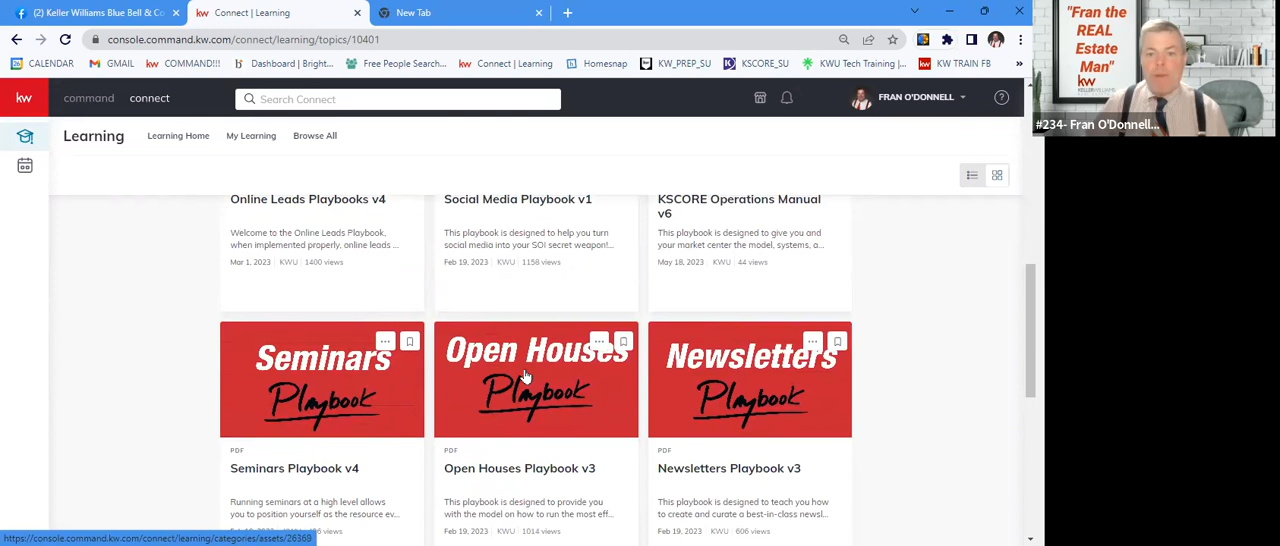 (2) Keller Williams Blue Bell & Co
Connect | Learning
New Tab
console.command.kw.com/connect/learning/topics/10401
CALENDAR
GMAIL
COMMAND!!!
Dashboard | Bright...
Free People Search...
Connect | Learning
Homesnap
KW_PREP_SU
KSCORE_SU
KWU Tech Training |...
KW TRAIN FB
"Fran the
REAL
Estate
Man"
kw
KELLERWILLIAMS
#234- Fran O'Donnell...
kw
command
connect
Search Connect
FRAN O'DONNELL
Learning
Learning Home
My Learning
Browse All
Online Leads Playbooks v4
Welcome to the Online Leads Playbook,
when implemented properly, online leads ...
Mar 1, 2023 KWU 1400 views
Social Media Playbook v1
This playbook is designed to help you turn
social media into your SOI secret weapon!...
Feb 19, 2023 KWU 1158 views
KSCORE Operations Manual
v6
This playbook is designed to give you and
your market center the model, systems, a...
May 18, 2023 KWU 44 views
Seminars
Playbook
PDF
Seminars Playbook v4
Running seminars at a high level allows
you to position yourself as the resource ev...
Open Houses
Playbook
PDF
Open Houses Playbook v3
This playbook is designed to provide you
with the model on how to run the most eff...
Feb 19, 2023 KWU 1014 views
Newsletters
Playbook
PDF
Newsletters Playbook v3
This playbook is designed to teach you how
to create and curate a best-in-class newsl...
Feb 19, 2023 KWU 606 views
https://console.command.kw.com/connect/learning/categories/assets/26369